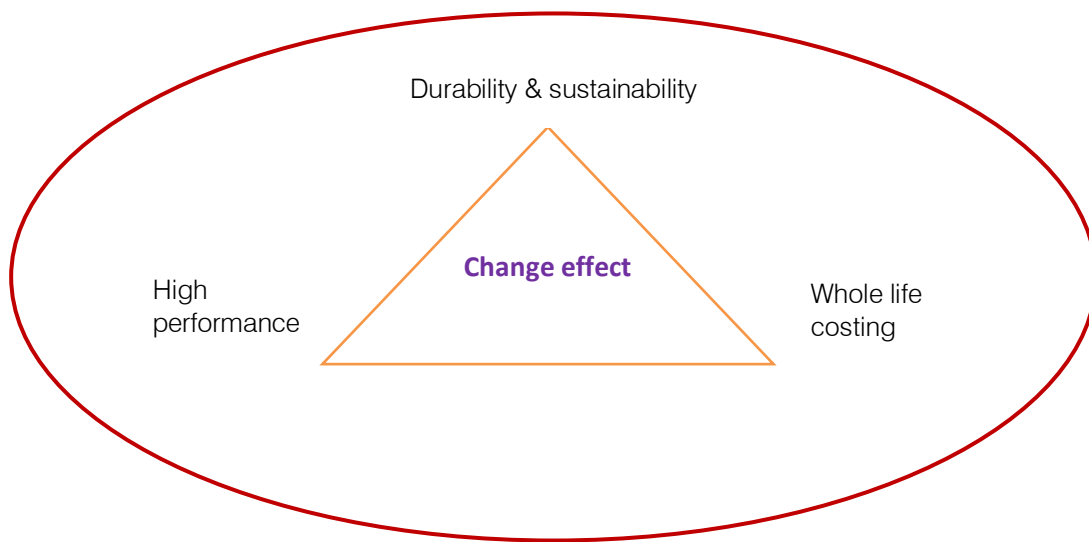 Durability & sustainability
Change effect
High
performance
Whole life
costing